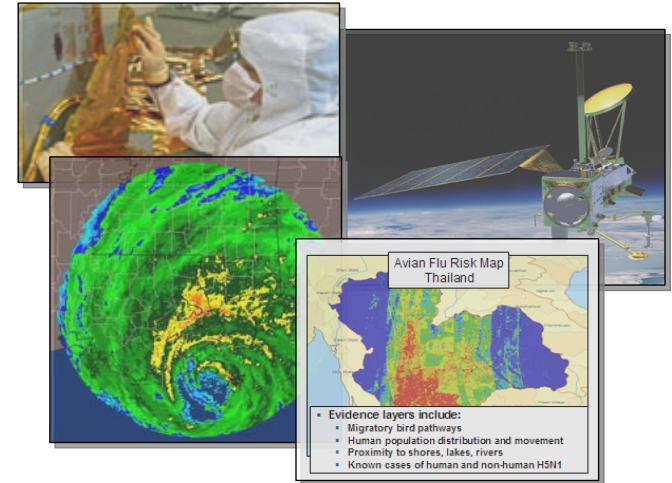 Avian Flu Risk Map
Thailand
Evidence layers include:
Migratory bird pathways
Human population distribution and movement
Proximity to shores, lakes, rivers
Known cases of human and non-human H5N1